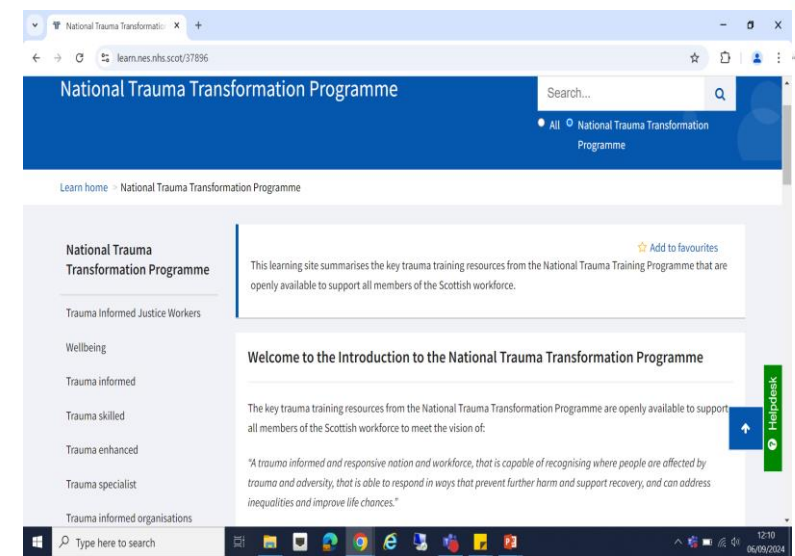 National Trauma Transformatio
learn.nes.nhs.scot/37896
National Trauma Transformation Programme
Search...
All National Trauma Transformation
Programme
Learn home > National Trauma Transformation Programme
National Trauma
Transformation Programme
Trauma Informed Justice Workers
Wellbeing
Trauma informed
Trauma skilled
Trauma enhanced
Trauma specialist
Trauma informed organisations
Add to favourites
This learning site summarises the key trauma training resources from the National Trauma Training Programme that are
openly available to support all members of the Scottish workforce.
Welcome to the Introduction to the National Trauma Transformation Programme
The key trauma training resources from the National Trauma Transformation Programme are openly available to support
all members of the Scottish workforce to meet the vision of:
"A trauma informed and responsive nation and workforce, that is capable of recognising where people are affected by
trauma and adversity, that is able to respond in ways that prevent further harm and support recovery, and can address
inequalities and improve life chances."
Helpdesk
Type here to search
12:10
06/09/2024